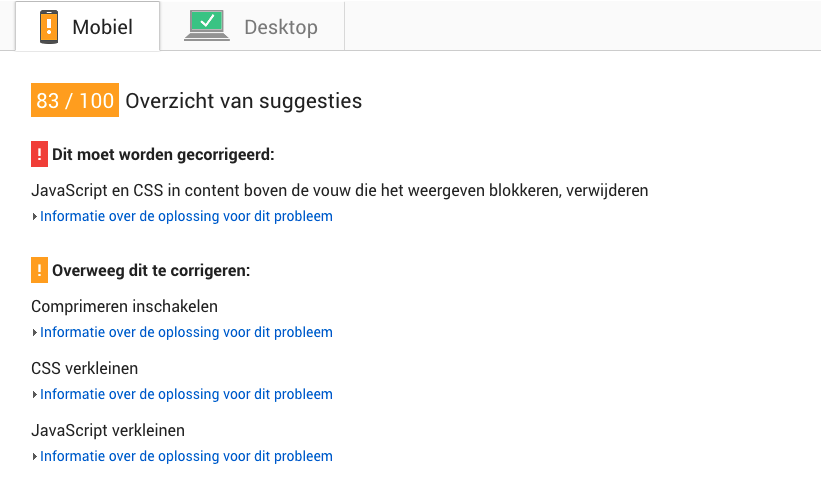 Mobiel
Desktop
83 / 100 Overzicht van suggesties
! Dit moet worden gecorrigeerd:
JavaScript en CSS in content boven de vouw die het weergeven blokkeren, verwijderen
Informatie over de oplossing voor dit probleem
! Overweeg dit te corrigeren:
Comprimeren inschakelen
Informatie over de oplossing voor dit probleem
CSS verkleinen
Informatie over de oplossing voor dit probleem
JavaScript verkleinen
Informatie over de oplossing voor dit probleem